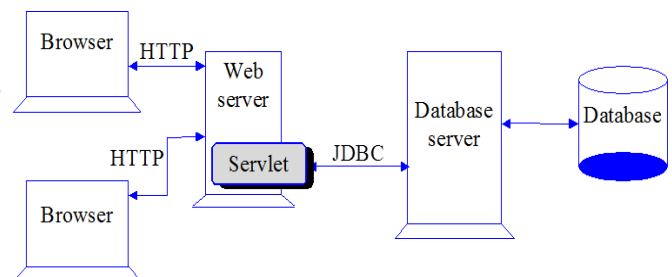 Browser
HTTP
Web
server
Database
server
Database
HTTP
Servlet
JDBC
Browser